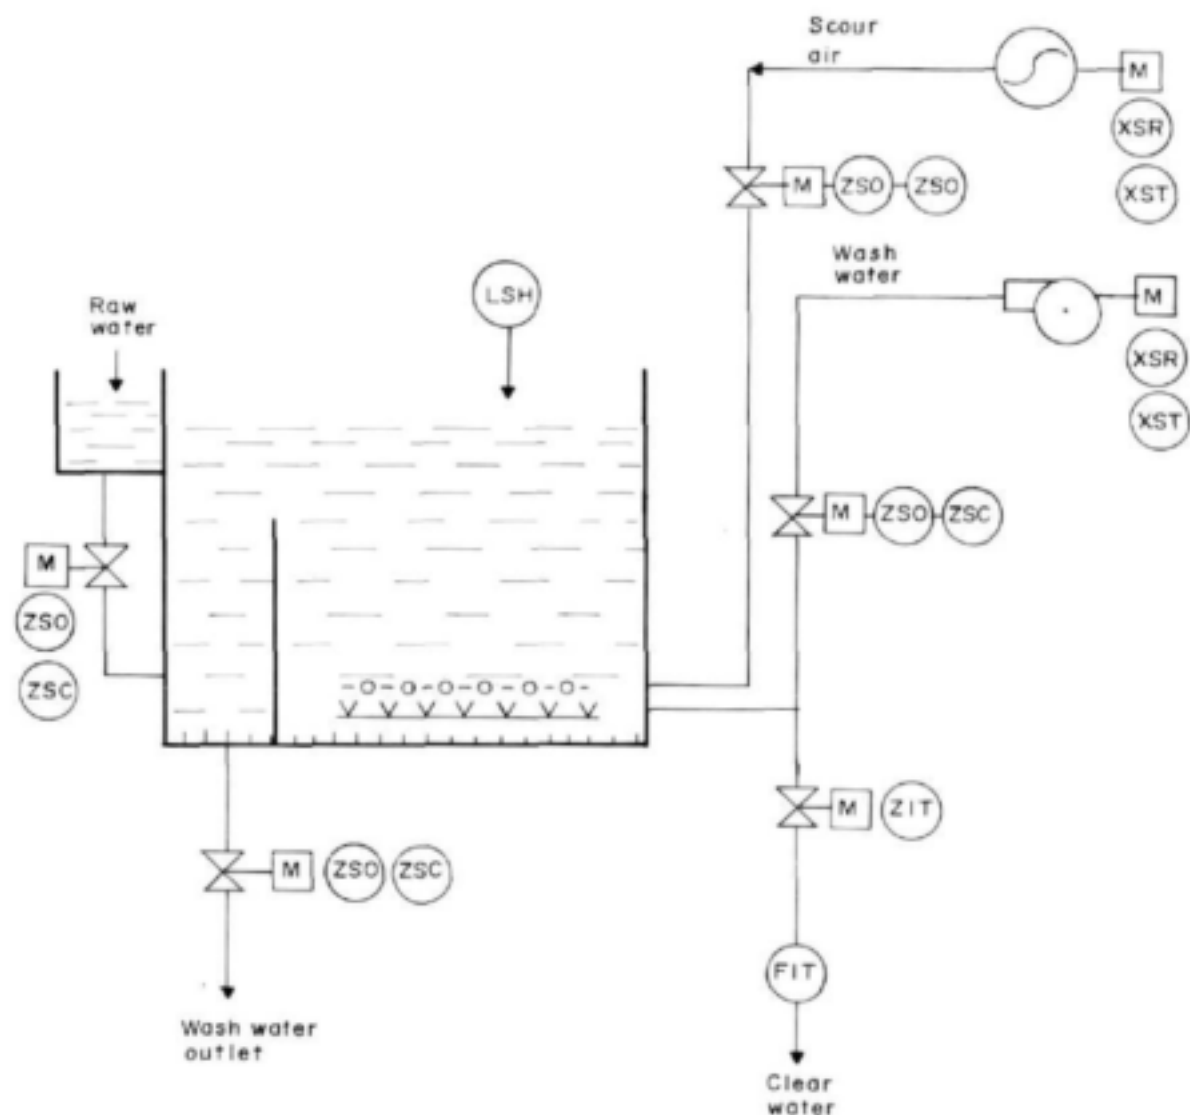 Scour
air
M
XSR
XST
M
ZSO
ZSO
Wash
water
M
XSR
XST
LSH
Raw
water
M
ZSO
ZSC
M
ZSO
ZSC
M
ZIT
M
ZSO
ZSC
FIT
Wash water
outlet
Clear
water